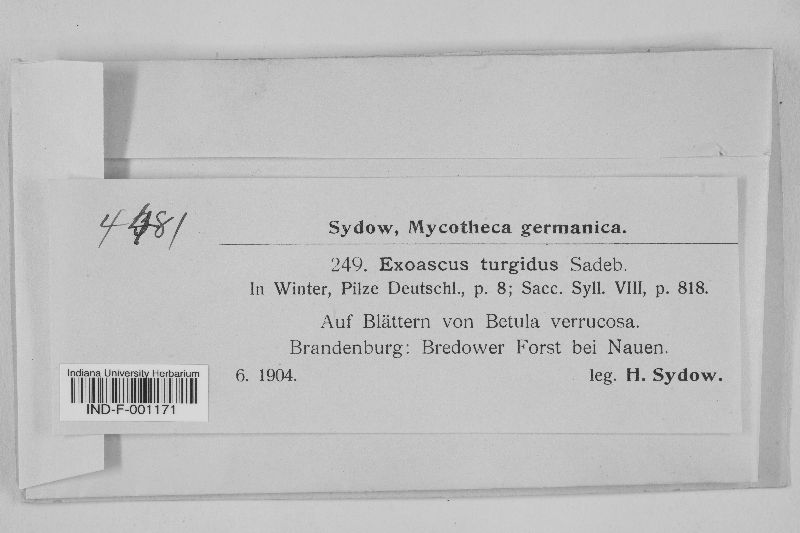 Sydow, Mycotheca germanica.
249. Exoascus turgidus Sadeb.
In Winter, Pilze Deutschl., p. 8; Sacc. Syll. VIII, p. 818.
Auf Blättern von Betula verrucosa.
Brandenburg: Bredower Forst bei Nauen.
6. 1904. leg. H. Sydow.
Indiana University Herbarium
IND-F-001171